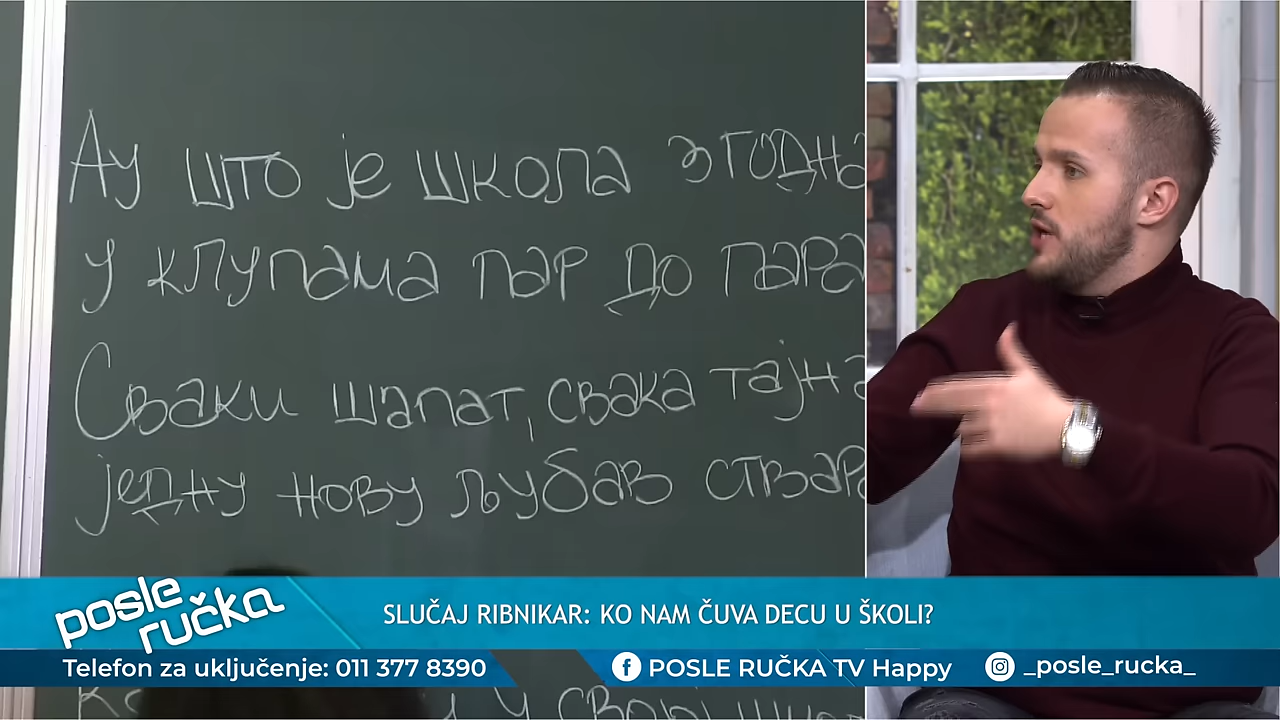 Ау што је школа згодна
у клупама пар до пара
Сваки шапат, свака тајна
једну нову љубав ствара
posle
ručka
SLUČAJ RIBNIKAR: KO NAM ČUVA DECU U ŠKOLI?
Telefon za uključenje: 011 377 8390 POSLE RUČKA TV Happy _posle_rucka_